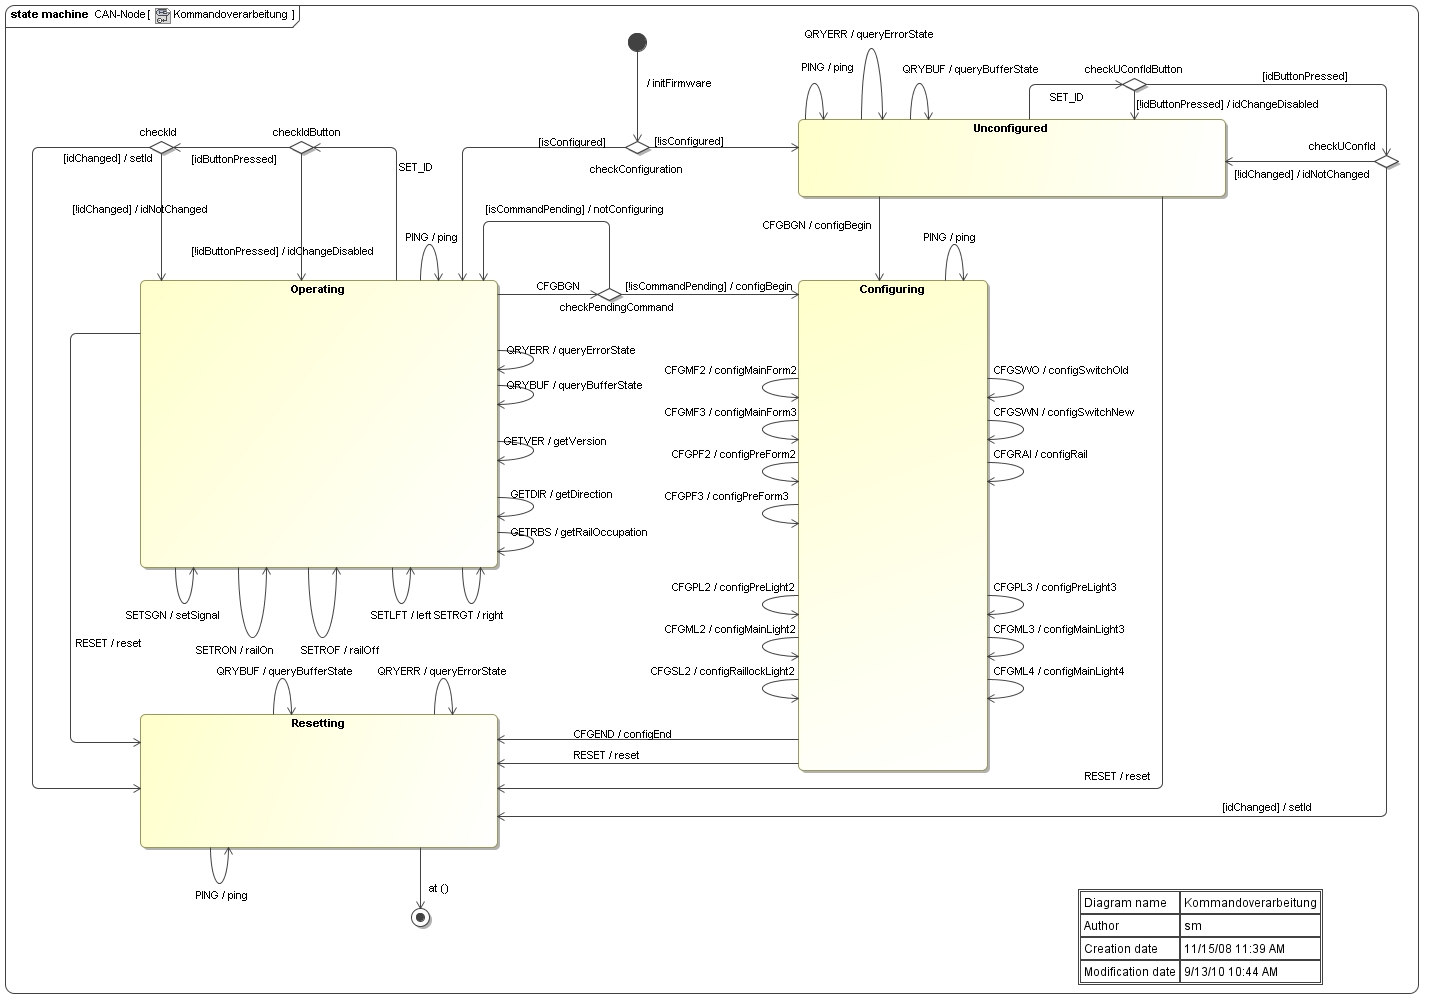 state machine CAN-Node [ Kommandoverarbeitung ]
QRYERR / queryErrorState
PING / ping
QRYBUF / queryBufferState
checkUConfIdButton
[idButtonPressed]
/ initFirmware
SET_ID
[!idButtonPressed] / idChangeDisabled
Unconfigured
checkId
checkIdButton
[isConfigured]
[!isConfigured]
checkUConfId
[idChanged] / setId
[idButtonPressed]
SET_ID
checkConfiguration
[!idChanged] / idNotChanged
[!idChanged] / idNotChanged
[isCommandPending] / notConfiguring
CFGBGN / configBegin
PING / ping
PING / ping
[!idButtonPressed] / idChangeDisabled
Operating
CFGBGN
[!isCommandPending] / configBegin
Configuring
checkPendingCommand
QRYERR / queryErrorState
QRYBUF / queryBufferState
GETVER / getVersion
GETDIR / getDirection
GETRBS / getRailOccupation
CFGMF2 / configMainForm2
CFGSWO / configSwitchOld
CFGMF3 / configMainForm3
CFGSWN / configSwitchNew
CFGPF2 / configPreForm2
CFGRAI / configRail
CFGPF3 / configPreForm3
CFGPL2 / configPreLight2
CFGPL3 / configPreLight3
CFGML2 / configMainLight2
CFGML3 / configMainLight3
CFGSL2 / configRaillockLight2
CFGML4 / configMainLight4
SETSGN / setSignal
SETLFT / left
SETRGT / right
RESET / reset
SETRON / railOn
SETROF / railOff
QRYBUF / queryBufferState
QRYERR / queryErrorState
Resetting
CFGEND / configEnd
RESET / reset
RESET / reset
[idChanged] / setId
PING / ping
at ()
Diagram name Kommandoverarbeitung
Author sm
Creation date 11/15/08 11:39 AM
Modification date 9/13/10 10:44 AM